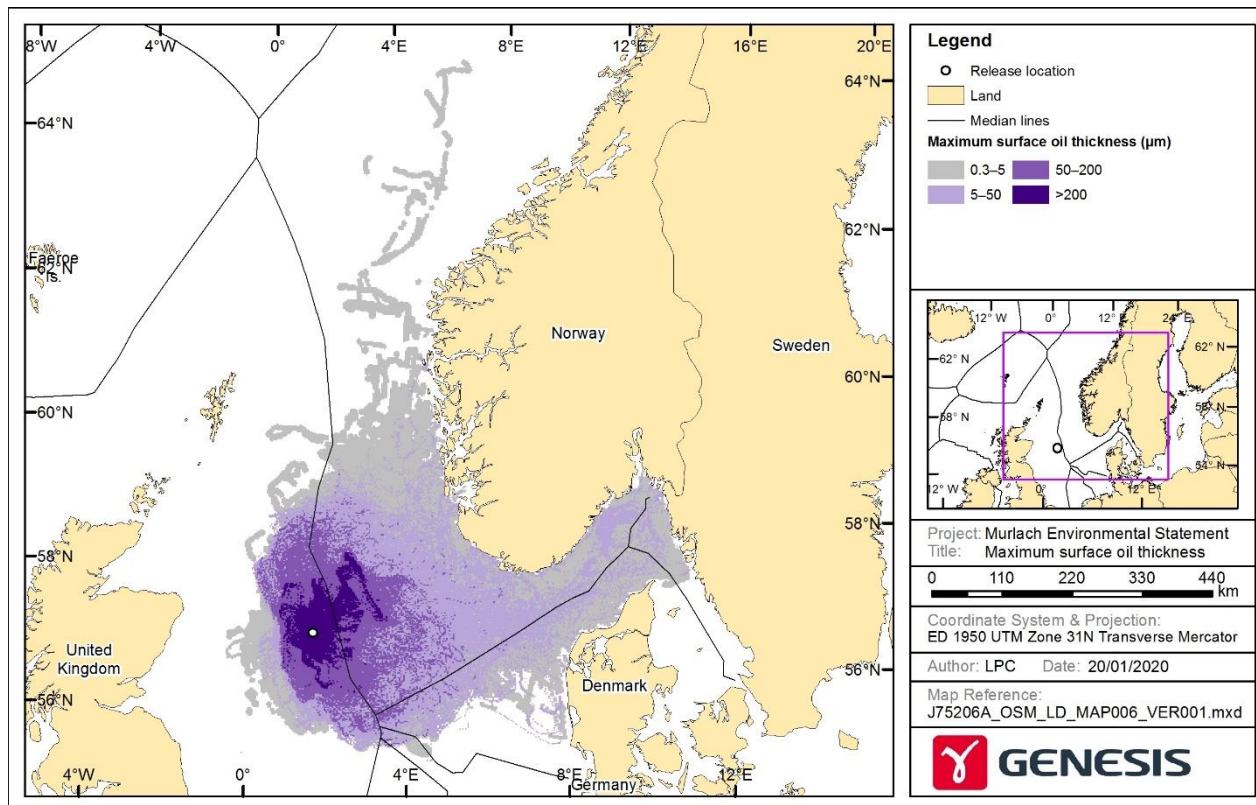 8°W 4°W 0° 4°E 8°E 12°E 16°E 20°E
64°N
64°N
62°N
Faeroe
Is.
62°N
Norway
Sweden
60°N
60°N
58°N
58°N
United
Kingdom
56°N
Denmark
56°N
4°W 0° 4°E 8°E 12°E
Germany
Legend
Release location
Land
Median lines
Maximum surface oil thickness (µm)
0.3–5 50–200
5–50 >200
12°W 0° 12°E 24°E
62°N
62°N
58°N
58°N
54°N
12°W 0° 12°E
Project: Murlach Environmental Statement
Title: Maximum surface oil thickness
0 110 220 330 440
km
Coordinate System & Projection:
ED 1950 UTM Zone 31N Transverse Mercator
Author: LPC Date: 20/01/2020
Map Reference:
J75206A_OSM_LD_MAP006_VER001.mxd
GENESIS